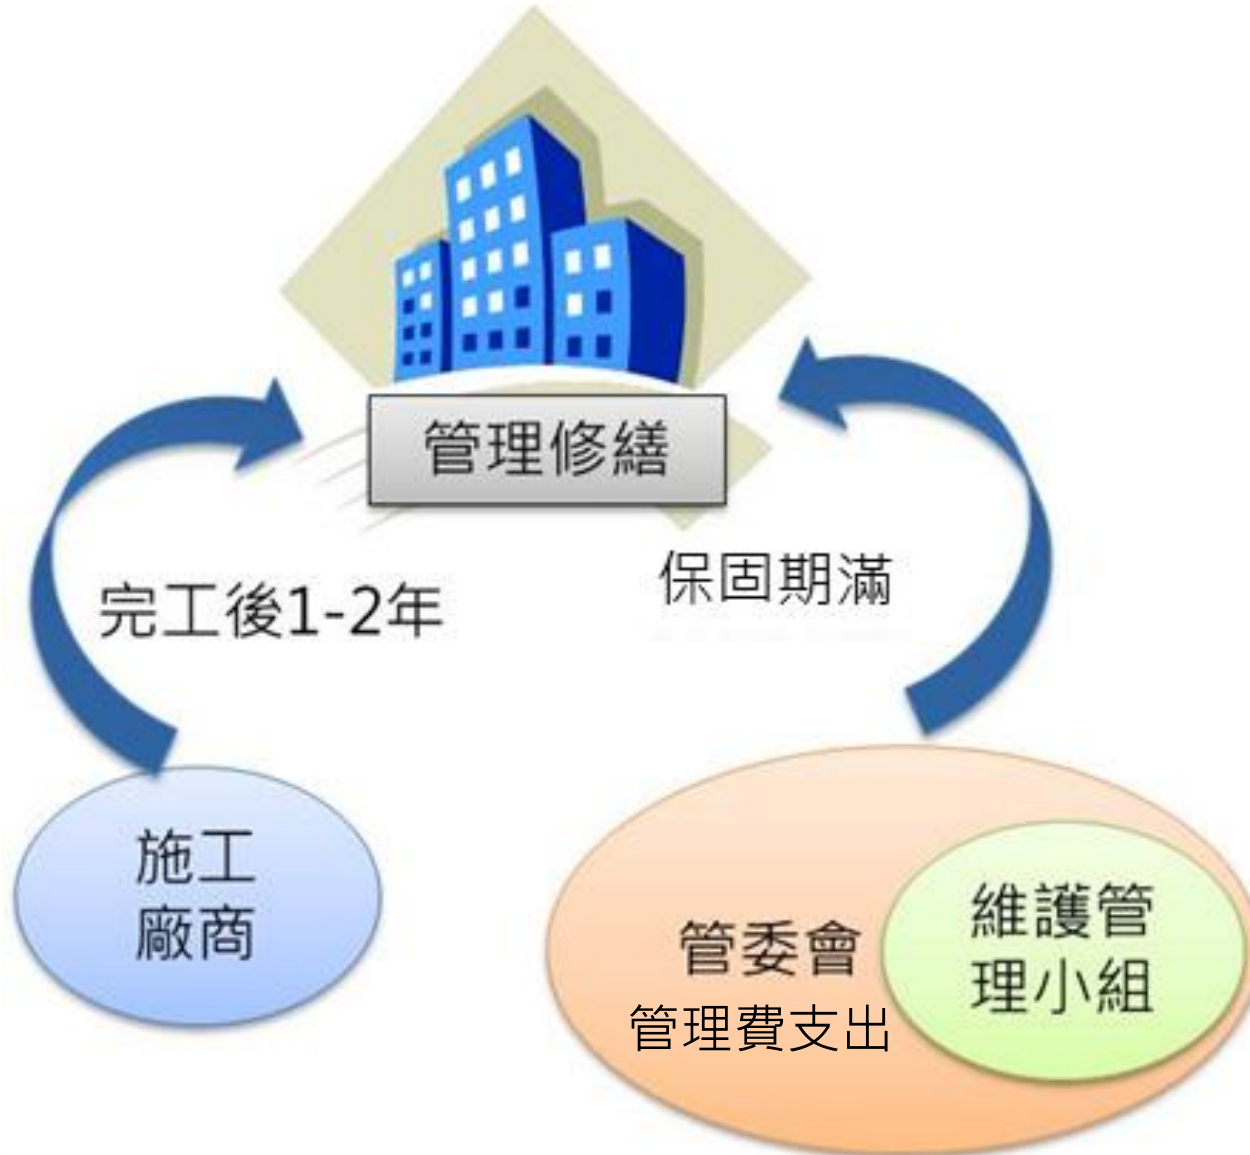 管理修繕
完工後1-2年
保固期滿
施工
廠商
管委會
管理費支出
維護管
理小組